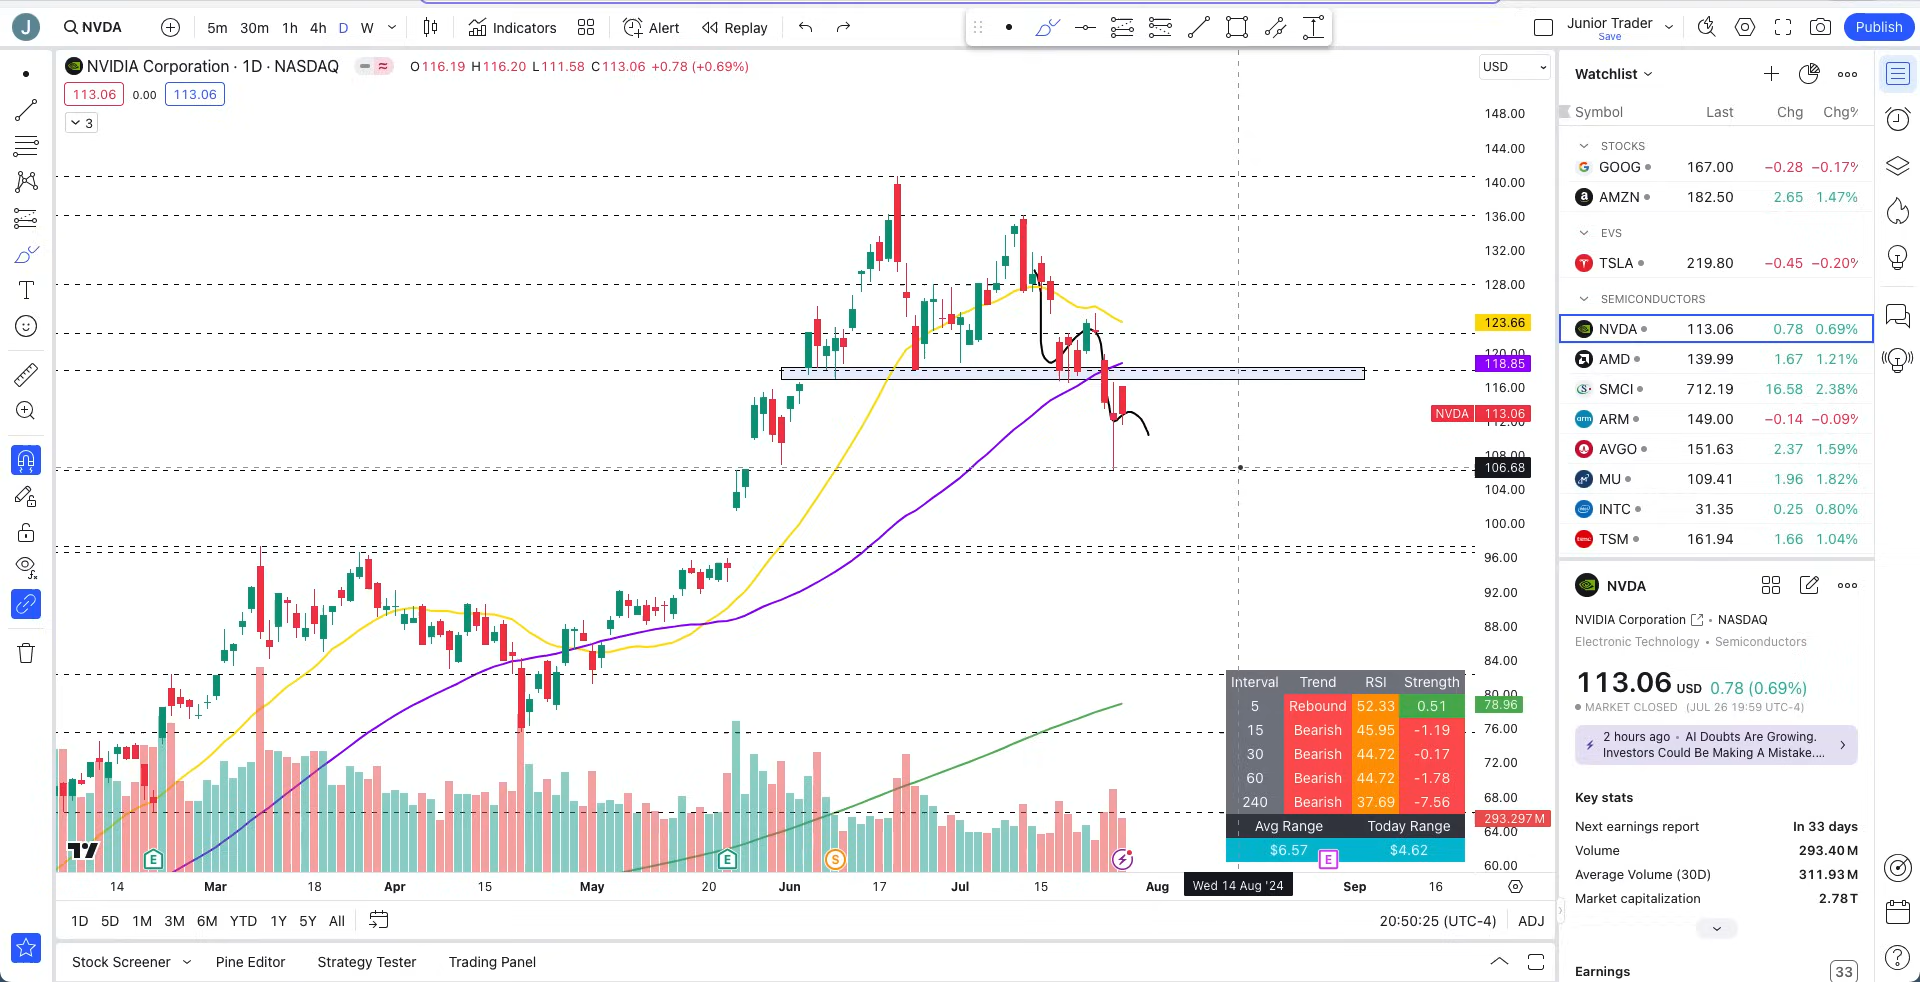 J NVDA 5m 30m 1h 4h D W Indicators Alert Replay Junior Trader Save Publish
NVIDIA Corporation · 1D · NASDAQ O116.19 H116.20 L111.58 C113.06 +0.78 (+0.69%)
113.06 0.00 113.06
3
USD
148.00
144.00
140.00
136.00
132.00
128.00
123.66
120.00
118.85
116.00
NVDA 113.06
112.00
108.00
106.68
104.00
100.00
96.00
92.00
88.00
84.00
80.00
78.96
76.00
72.00
68.00
293.297M
64.00
60.00
Interval Trend RSI Strength
5 Rebound 52.33 0.51
15 Bearish 45.95 -1.19
30 Bearish 44.72 -0.17
60 Bearish 44.72 -1.78
240 Bearish 37.69 -7.56
Avg Range Today Range
$6.57 $4.62
E E S E
14 Mar 18 Apr 15 May 20 Jun 17 Jul 15 Aug Wed 14 Aug '24 Sep 16
1D 5D 1M 3M 6M YTD 1Y 5Y All 20:50:25 (UTC-4) ADJ
Stock Screener Pine Editor Strategy Tester Trading Panel
Watchlist
Symbol Last Chg Chg%
STOCKS
GOOG 167.00 −0.28 −0.17%
AMZN 182.50 2.65 1.47%
EVS
TSLA 219.80 −0.45 −0.20%
SEMICONDUCTORS
NVDA 113.06 0.78 0.69%
AMD 139.99 1.67 1.21%
SMCI 712.19 16.58 2.38%
arm ARM 149.00 −0.14 −0.09%
AVGO 151.63 2.37 1.59%
MU 109.41 1.96 1.82%
INTC 31.35 0.25 0.80%
TSM 161.94 1.66 1.04%
NVDA
NVIDIA Corporation · NASDAQ
Electronic Technology · Semiconductors
113.06 USD 0.78 (0.69%)
MARKET CLOSED (JUL 26 19:59 UTC-4)
2 hours ago · AI Doubts Are Growing.
Investors Could Be Making A Mistake....
Key stats
Next earnings report In 33 days
Volume 293.40M
Average Volume (30D) 311.93M
Market capitalization 2.78T
Earnings 33